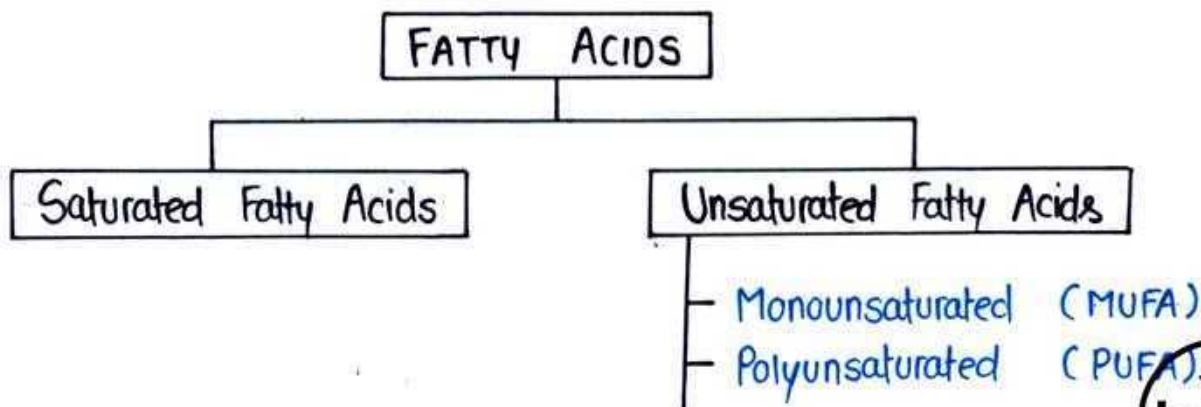 FATTY ACIDS
Saturated Fatty Acids
Unsaturated Fatty Acids
Monounsaturated (MUFA)
Polyunsaturated (PUFA)